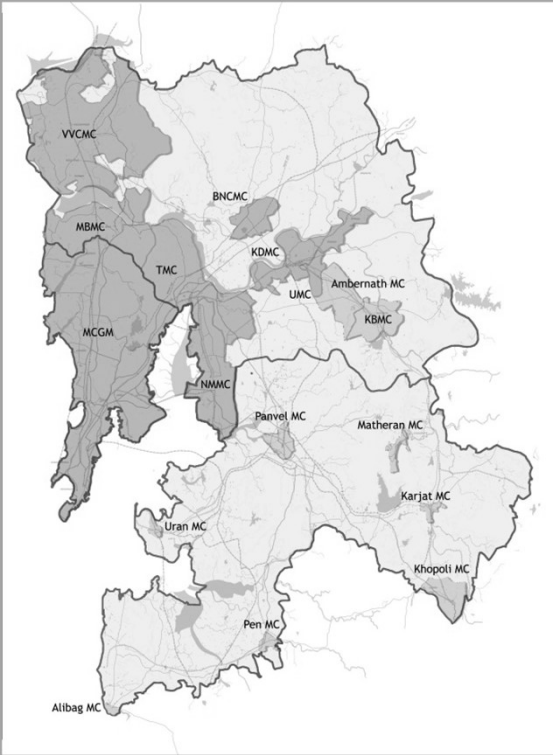 VVCMC
BNCMC
MBMC
KDMC
TMC
Ambernath MC
UMC
KBMC
MCGM
NMMC
Panvel MC
Matheran MC
Karjat MC
Uran MC
Khopoli MC
Pen MC
Alibag MC